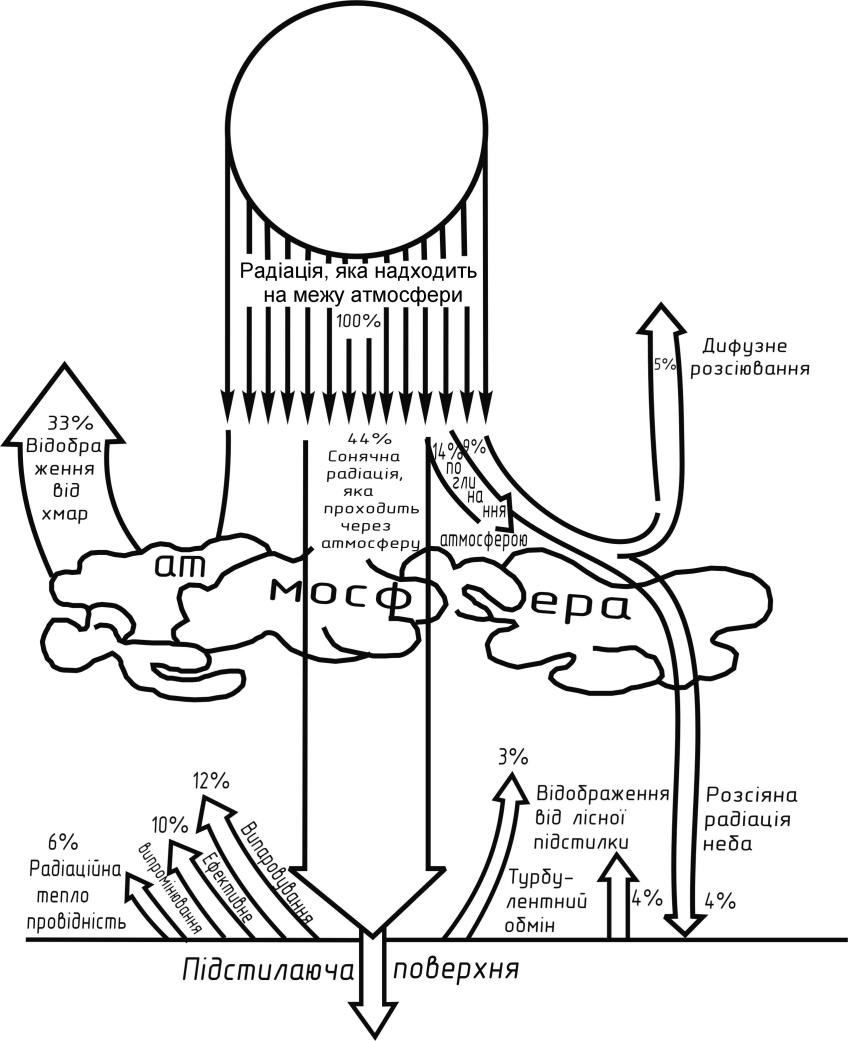 Радіація, яка надходить
на межу атмосфери
100%
5%
Дифузне
розсіювання
33%
Відобра
ження
від
хмар
44%
Сонячна
радіація,
яка
проходить
через
атмосферу
14%
9%
по
гли
на
ння
атмосферою
ат
мосф
ера
12%
10%
6%
Радіаційна
тепло
провідність
випромінювання
Ефективне
Випаровування
3%
Відображення
від лісної
підстилки
Турбу-
лентний
обмін
4%
Розсіяна
радіація
неба
4%
Підстилаюча поверхня